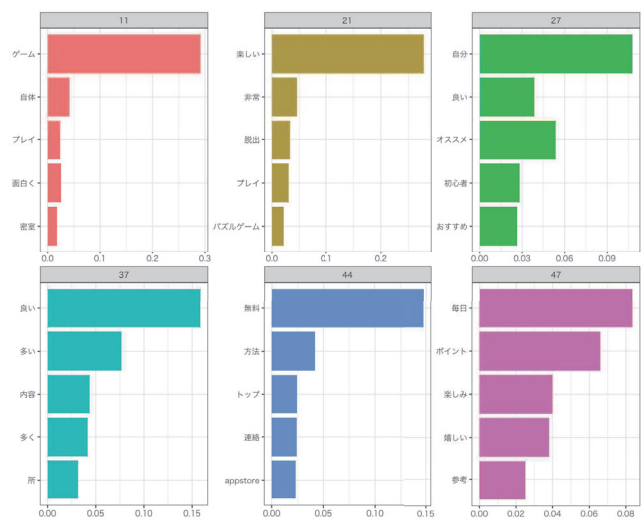 11
ゲーム
自体
プレイ
面白く
密室
0.0 0.1 0.2 0.3
21
楽しい
非常
脱出
プレイ
パズルゲーム
0.0 0.1 0.2
27
自分
良い
オススメ
初心者
おすすめ
0.00 0.03 0.06 0.09
37
良い
多い
内容
多く
所
0.00 0.05 0.10 0.15
44
無料
方法
トップ
連絡
appstore
0.00 0.05 0.10 0.15
47
毎日
ポイント
楽しみ
嬉しい
参考
0.00 0.02 0.04 0.06 0.08